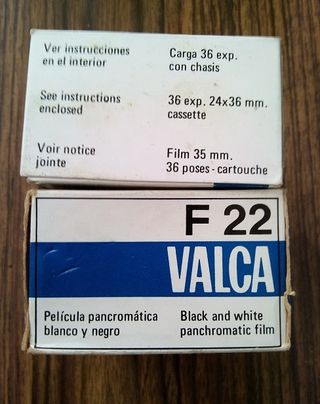 Ver instrucciones
en el interior
Carga 36 exp.
con chasis
See instructions
enclosed
36 exp. 24x36 mm.
cassette
Voir notice
jointe
Film 35 mm.
36 poses-cartouche
F 22
VALCA
Película pancromática
blanco y negro
Black and white
panchromatic film